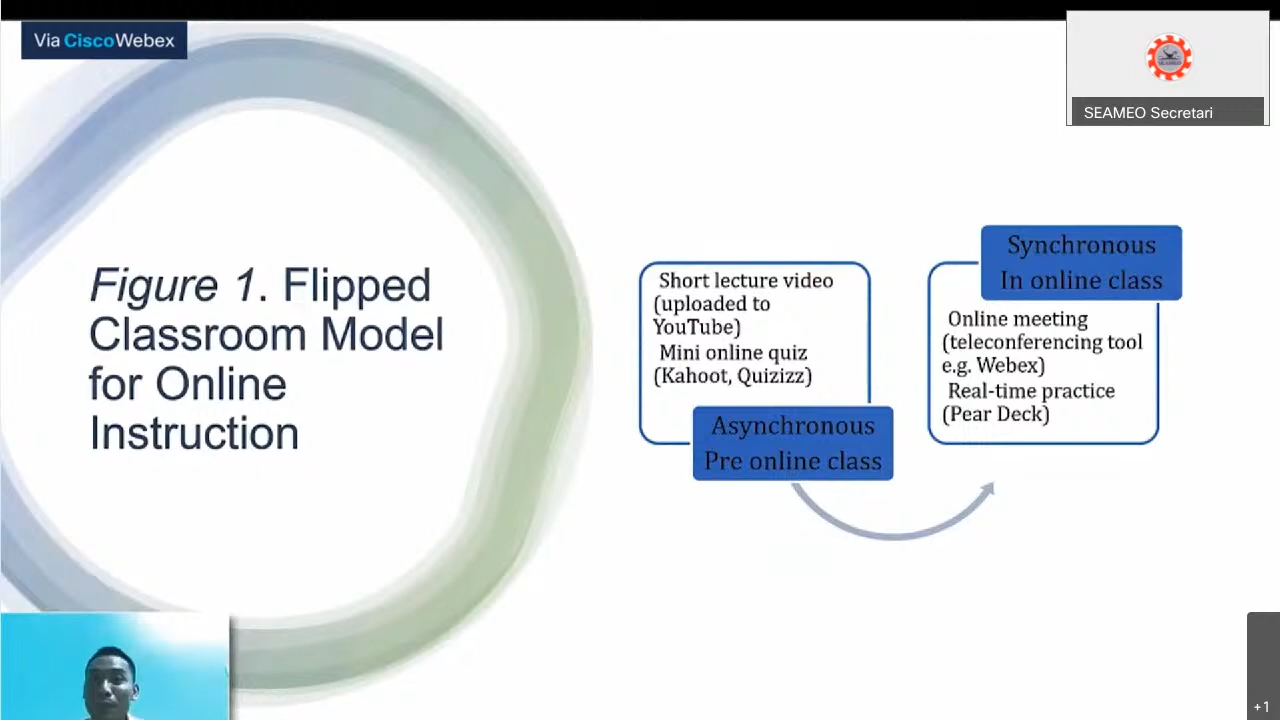 Via Cisco Webex
SEAMEO Secretari
Figure 1. Flipped
Classroom Model
for Online
Instruction
Short lecture video
(uploaded to
YouTube)
Mini online quiz
(Kahoot, Quizizz)
Asynchronous
Pre online class
Synchronous
In online class
Online meeting
(teleconferencing tool
e.g. Webex)
Real-time practice
(Pear Deck)
+1